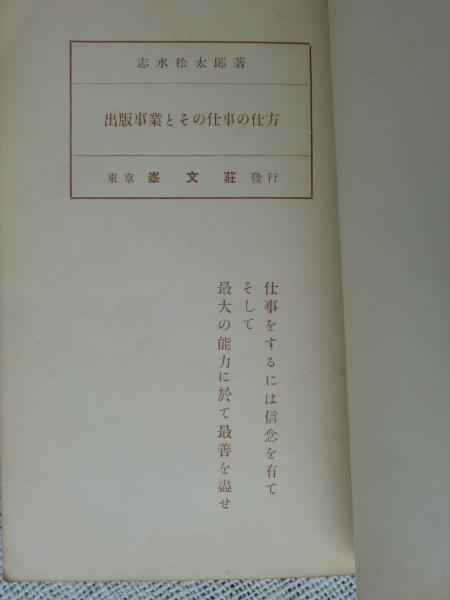 志水松太郎著
出版事業とその仕事の仕方
東京 峯文莊 發行
仕事をするには信念を有て
そして
最大の能力に於て最善を盡せ